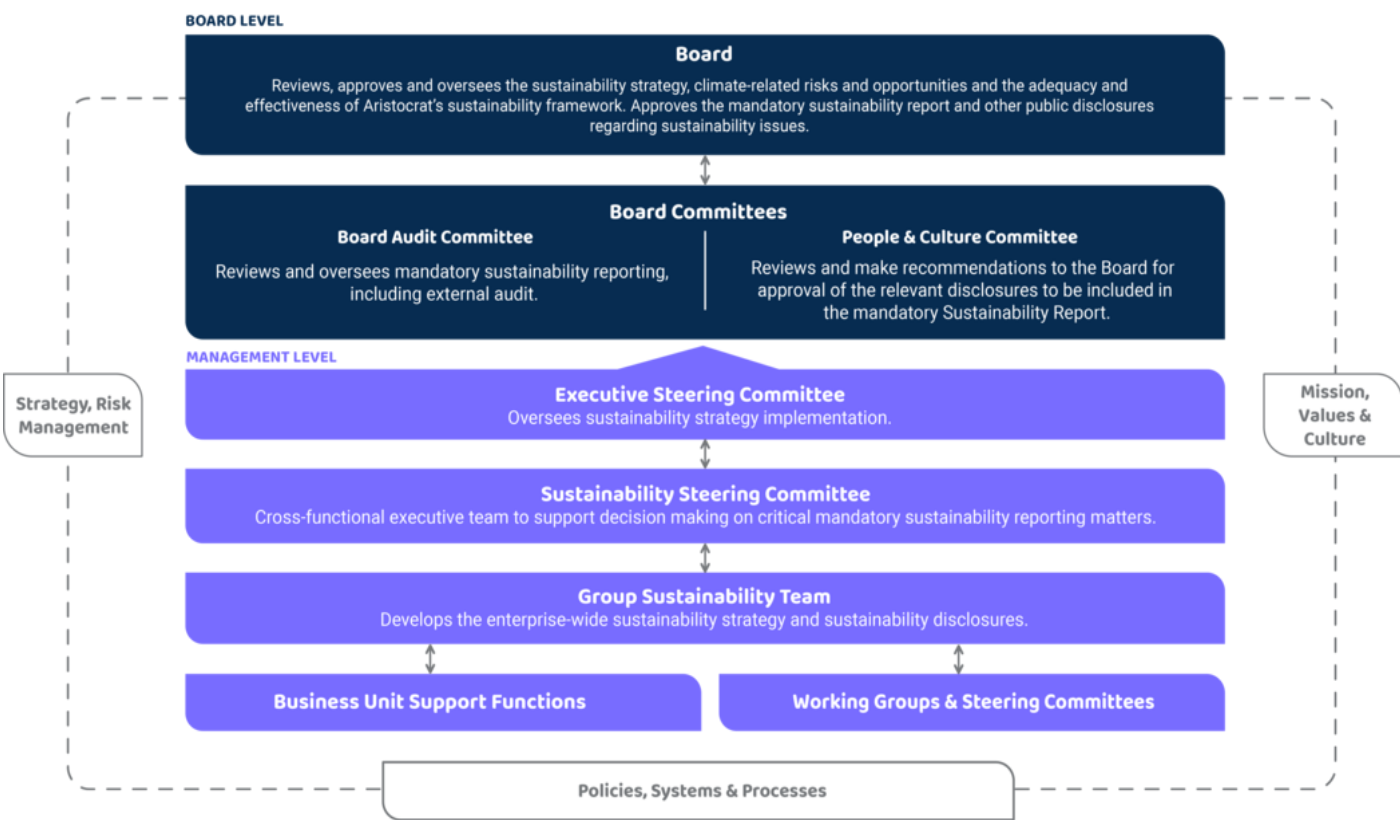 BOARD LEVEL
Board
Reviews, approves and oversees the sustainability strategy, climate-related risks and opportunities and the adequacy and
effectiveness of Aristocrat's sustainability framework. Approves the mandatory sustainability report and other public disclosures
regarding sustainability issues.
Board Committees
Board Audit Committee
Reviews and oversees mandatory sustainability reporting,
including external audit.
People & Culture Committee
Reviews and make recommendations to the Board for
approval of the relevant disclosures to be included in
the mandatory Sustainability Report.
MANAGEMENT LEVEL
Executive Steering Committee
Oversees sustainability strategy implementation.
Strategy, Risk
Management
Mission,
Values &
Culture
Sustainability Steering Committee
Cross-functional executive team to support decision making on critical mandatory sustainability reporting matters.
Group Sustainability Team
Develops the enterprise-wide sustainability strategy and sustainability disclosures.
Business Unit Support Functions
Working Groups & Steering Committees
Policies, Systems & Processes